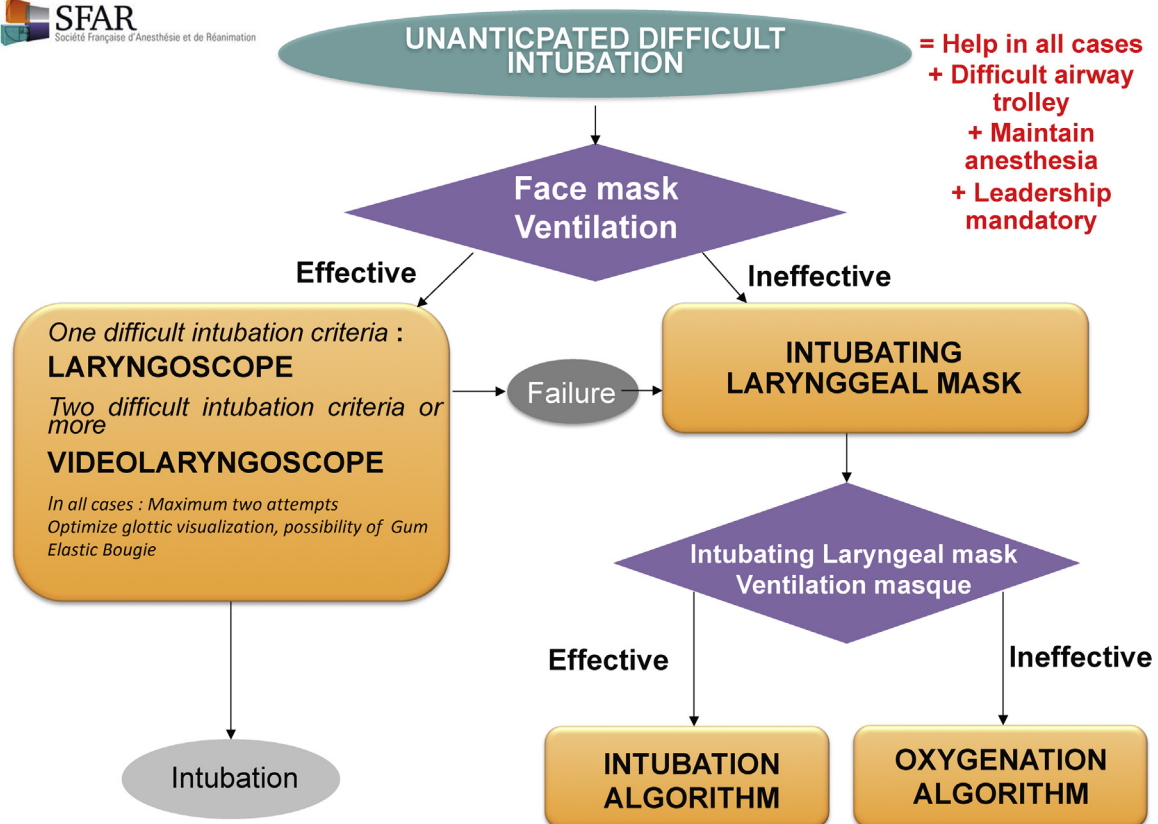 SFAR
Société Française d'Anesthésie et de Réanimation
UNANTICPATED DIFFICULT
INTUBATION
= Help in all cases
+ Difficult airway
trolley
+ Maintain
anesthesia
+ Leadership
mandatory
Face mask
Ventilation
Effective
Ineffective
One difficult intubation criteria :
LARYNGOSCOPE
Two difficult intubation criteria or
more
VIDEOLARYNGOSCOPE
In all cases : Maximum two attempts
Optimize glottic visualization, possibility of Gum
Elastic Bougie
Failure
INTUBATING
LARYNGGEAL MASK
Intubating Laryngeal mask
Ventilation masque
Effective
Ineffective
Intubation
INTUBATION
ALGORITHM
OXYGENATION
ALGORITHM